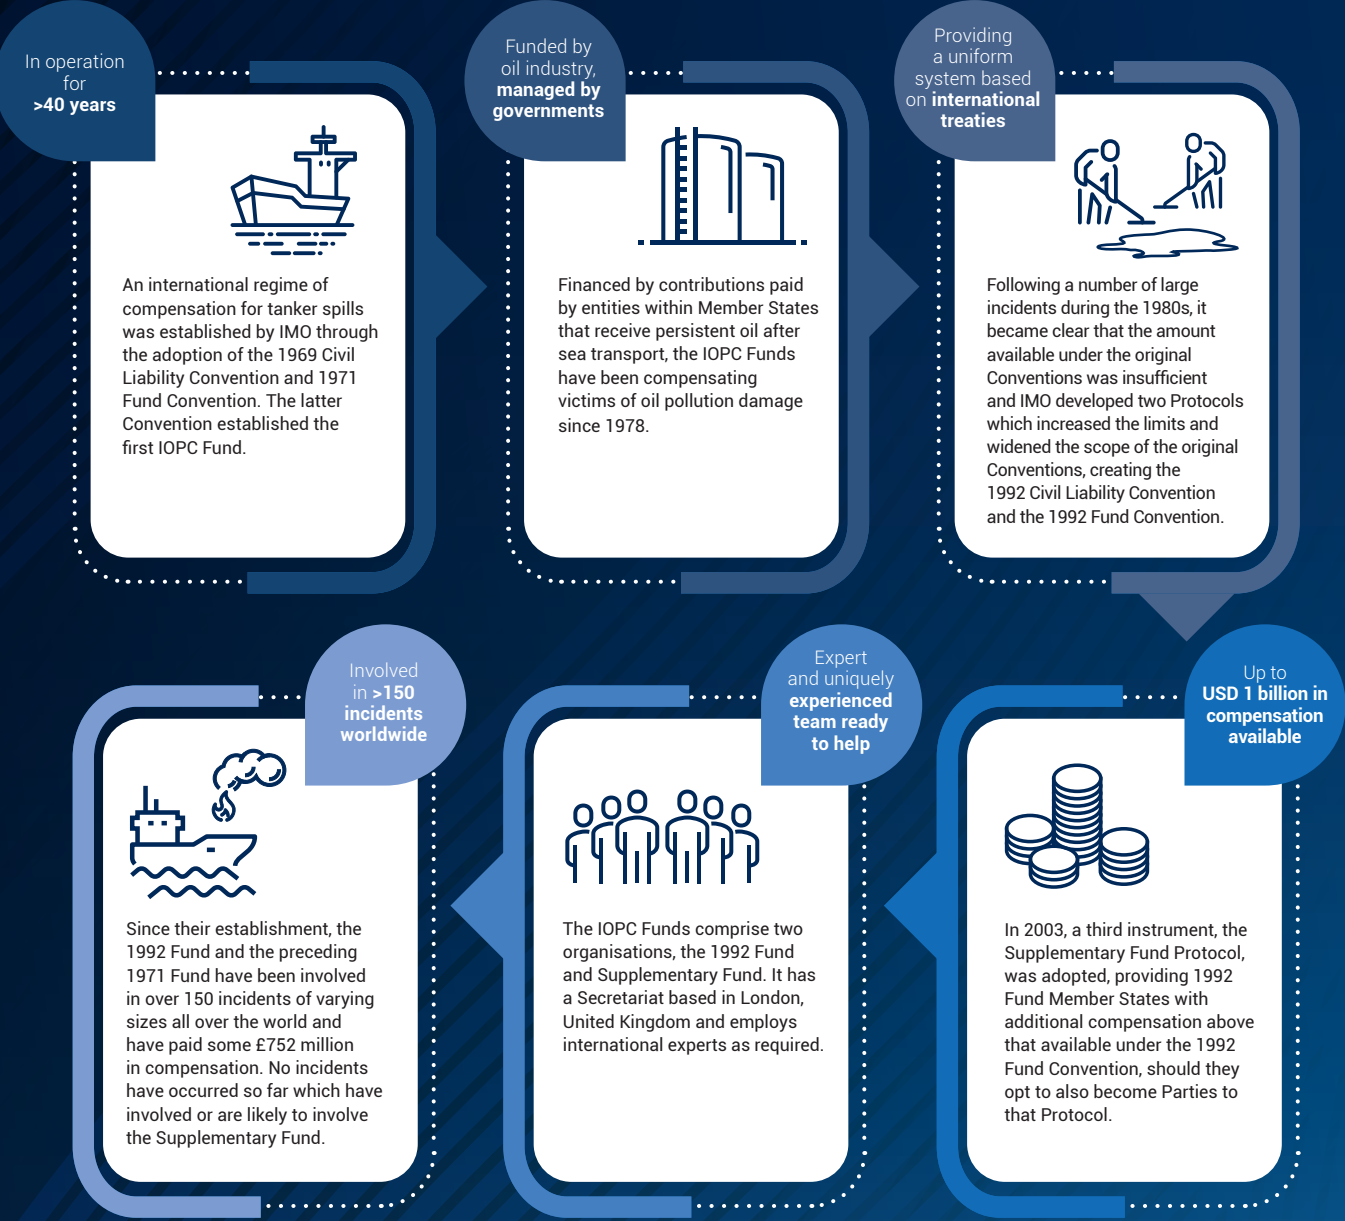 In operation
for
>40 years
An international regime of
compensation for tanker spills
was established by IMO through
the adoption of the 1969 Civil
Liability Convention and 1971
Fund Convention. The latter
Convention established the
first IOPC Fund.
Funded by
oil industry,
managed by
governments
Financed by contributions paid
by entities within Member States
that receive persistent oil after
sea transport, the IOPC Funds
have been compensating
victims of oil pollution damage
since 1978.
Providing
a uniform
system based
on international
treaties
Following a number of large
incidents during the 1980s, it
became clear that the amount
available under the original
Conventions was insufficient
and IMO developed two Protocols
which increased the limits and
widened the scope of the original
Conventions, creating the
1992 Civil Liability Convention
and the 1992 Fund Convention.
Up to
USD 1 billion in
compensation
available
In 2003, a third instrument, the
Supplementary Fund Protocol,
was adopted, providing 1992
Fund Member States with
additional compensation above
that available under the 1992
Fund Convention, should they
opt to also become Parties to
that Protocol.
Expert
and uniquely
experienced
team ready
to help
The IOPC Funds comprise two
organisations, the 1992 Fund
and Supplementary Fund. It has
a Secretariat based in London,
United Kingdom and employs
international experts as required.
Involved
in >150
incidents
worldwide
Since their establishment, the
1992 Fund and the preceding
1971 Fund have been involved
in over 150 incidents of varying
sizes all over the world and
have paid some £752 million
in compensation. No incidents
have occurred so far which have
involved or are likely to involve
the Supplementary Fund.